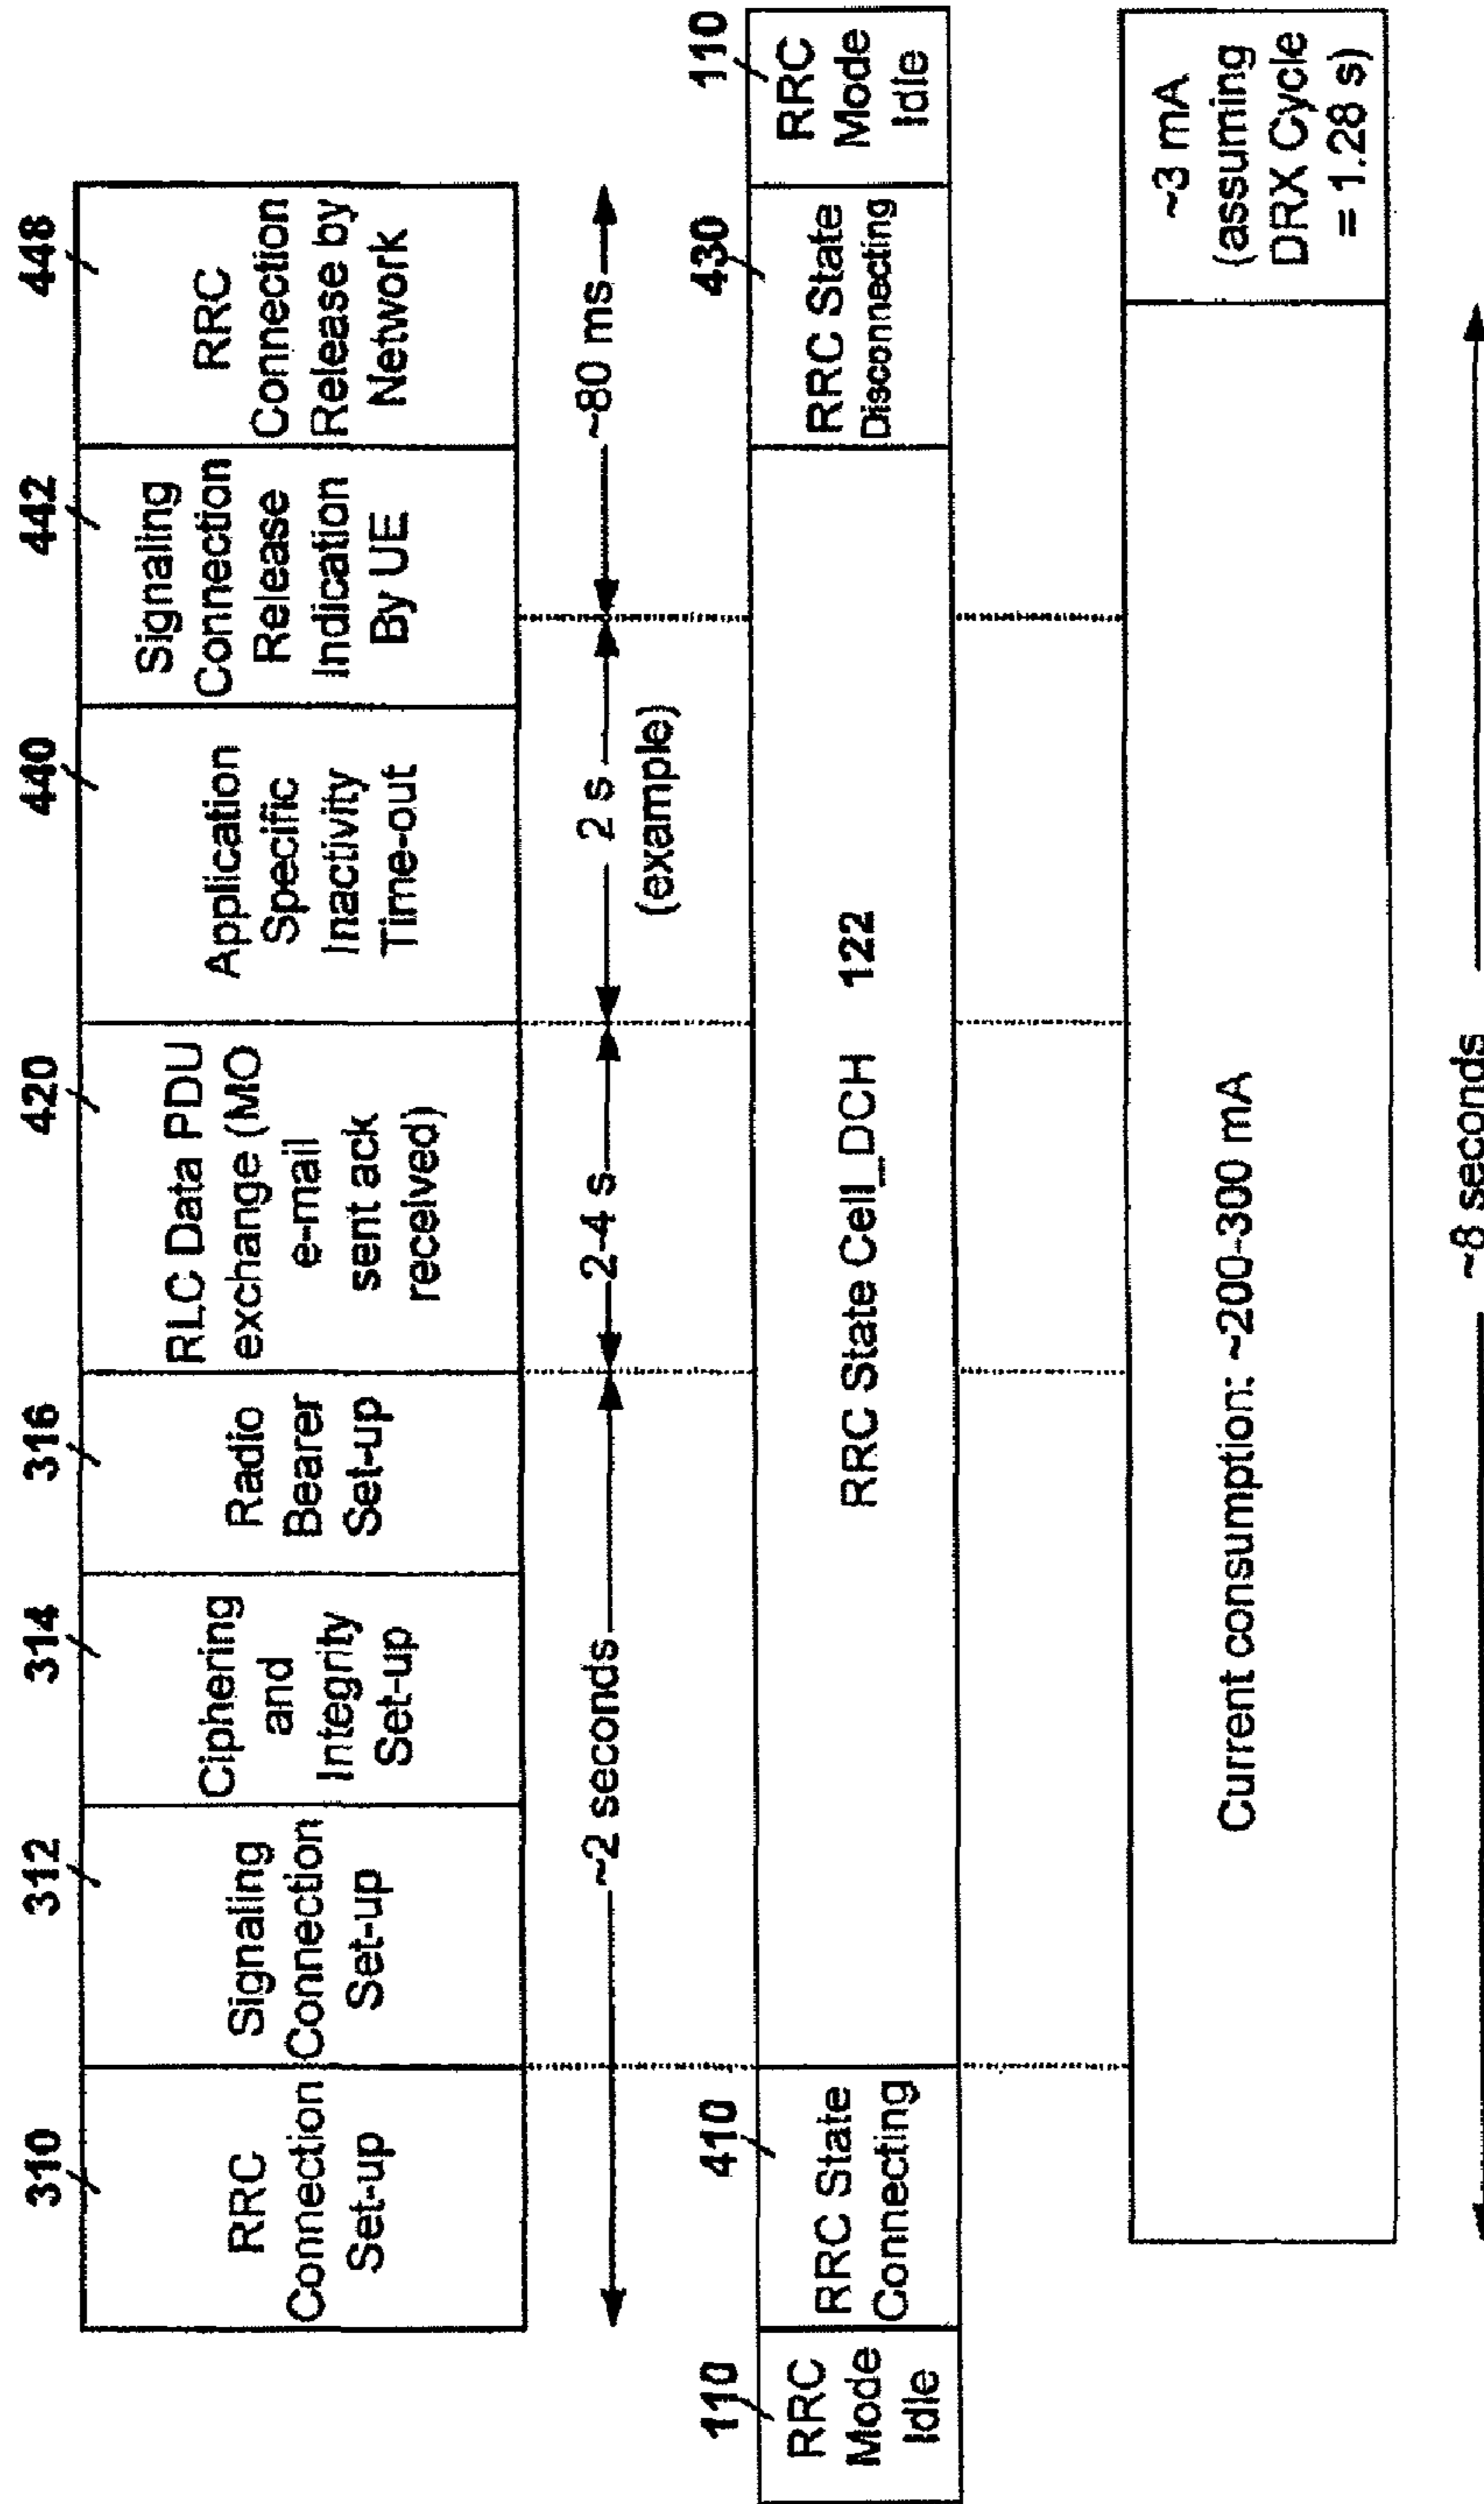 310
RRC
Connection
Set-up
312
Signaling
Connection
Set-up
314
Ciphering
and
Integrity
Set-up
316
Radio
Bearer
Set-up
420
RLC Data PDU
exchange (MO
e-mail
sent ack
received)
440
Application
Specific
Inactivity
Time-out
442
Signaling
Connection
Release
Indication
By UE
448
RRC
Connection
Release by
Network
~2 seconds
2-4 s
2 s
(example)
~80 ms
110
RRC
Mode
Idle
410
RRC State
Connecting
RRC State Cell_DCH 122
430
RRC State
Disconnecting
110
RRC
Mode
Idle
Current consumption: ~200-300 mA
~3 mA
(assuming
DRX Cycle
= 1.28 s)
~8 seconds